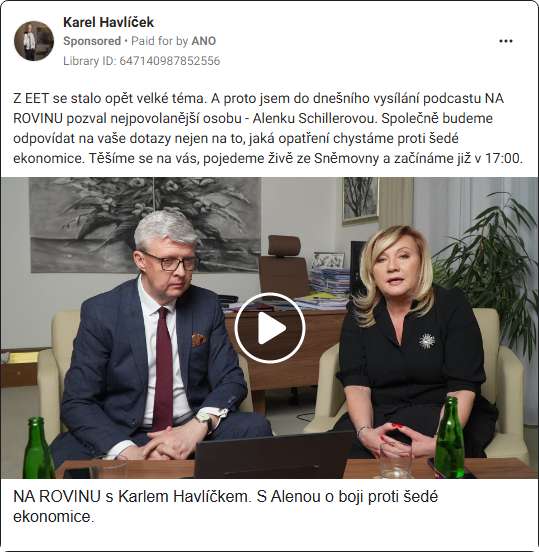 Karel Havlíček
Sponsored • Paid for by ANO
Library ID: 647140987852556
Z EET se stalo opět velké téma. A proto jsem do dnešního vysílání podcastu NA
ROVINU pozval nejpovolanější osobu - Alenku Schillerovou. Společně budeme
odpovídat na vaše dotazy nejen na to, jaká opatření chystáme proti šedé
ekonomice. Těšíme se na vás, pojedeme živě ze Sněmovny a začínáme již v 17:00.
NA ROVINU s Karlem Havlíčkem. S Alenou o boji proti šedé
ekonomice.